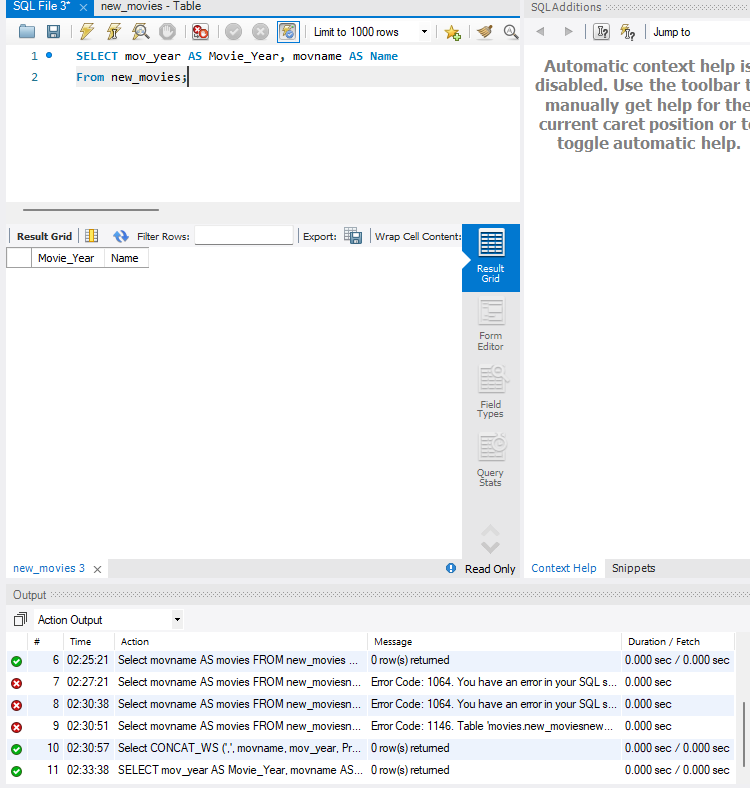 SQL File 3* × new_movies - Table
SQLAdditions
Limit to 1000 rows
Jump to
1 SELECT mov_year AS Movie_Year, movname AS Name
2 From new_movies;
Automatic context help is
disabled. Use the toolbar t
manually get help for the
current caret position or to
toggle automatic help.
Result Grid Filter Rows: Export: Wrap Cell Content:
Movie_Year Name
Result
Grid
Form
Editor
Field
Types
Query
Stats
new_movies 3 × Read Only
Context Help Snippets
Output
Action Output
# Time Action Message Duration / Fetch
6 02:25:21 Select movname AS movies FROM new_movies ... 0 row(s) returned 0.000 sec / 0.000 sec
7 02:27:21 Select movname AS movies FROM new_moviesn... Error Code: 1064. You have an error in your SQL s... 0.000 sec
8 02:30:38 Select movname AS movies FROM new_moviesn... Error Code: 1064. You have an error in your SQL s... 0.000 sec
9 02:30:51 Select movname AS movies FROM new_moviesn... Error Code: 1146. Table 'movies.new_moviesnew... 0.000 sec
10 02:30:57 Select CONCAT_WS (',', movname, mov_year, Pr... 0 row(s) returned 0.000 sec / 0.000 sec
11 02:33:38 SELECT mov_year AS Movie_Year, movname AS... 0 row(s) returned 0.000 sec / 0.000 sec